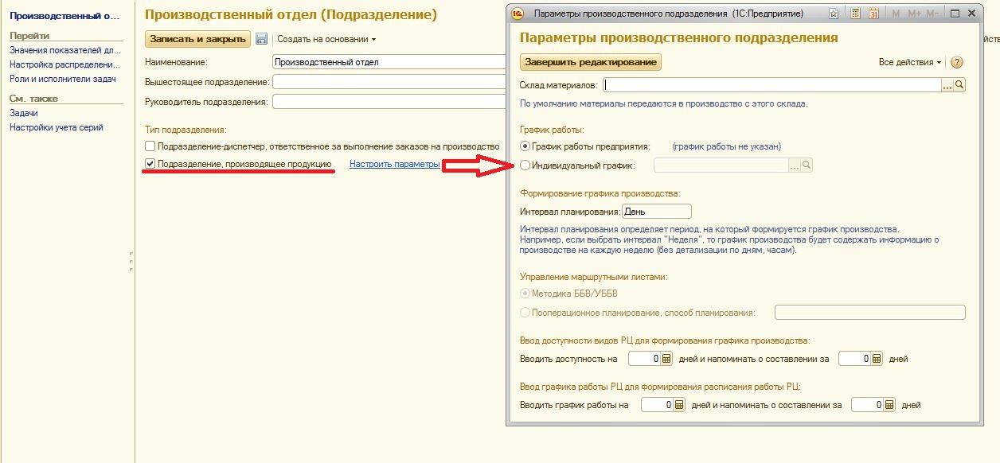 Производственный о...
Перейти
Значения показателей дл...
Настройка распределени...
Роли и исполнители задач
См. также
Задачи
Настройки учета серий
Производственный отдел (Подразделение)
Записать и закрыть
Создать на основании
Наименование:
Производственный отдел
Вышестоящее подразделение:
Руководитель подразделения:
Тип подразделения:
Подразделение-диспетчер, ответственное за выполнение заказов на производство
Подразделение, производящее продукцию
Настроить параметры
Параметры производственного подразделения (1С:Предприятие)
M M+ M-
Параметры производственного подразделения
Завершить редактирование
Все действия
?
Склад материалов:
...
По умолчанию материалы передаются в производство с этого склада.
График работы:
График работы предприятия: (график работы не указан)
Индивидуальный график:
...
Формирование графика производства:
Интервал планирования: День
Интервал планирования определяет период, на который формируется график производства.
Например, если выбрать интервал "Неделя", то график производства будет содержать информацию о
производстве на каждую неделю (без детализации по дням, часам).
Управление маршрутными листами:
Методика ББВ/УББВ
Пооперационное планирование, способ планирования:
Ввод доступности видов РЦ для формирования графика производства:
Вводить доступность на 0 дней и напоминать о составлении за 0 дней
Ввод графика работы РЦ для формирования расписания работы РЦ:
Вводить график работы на 0 дней и напоминать о составлении за 0 дней